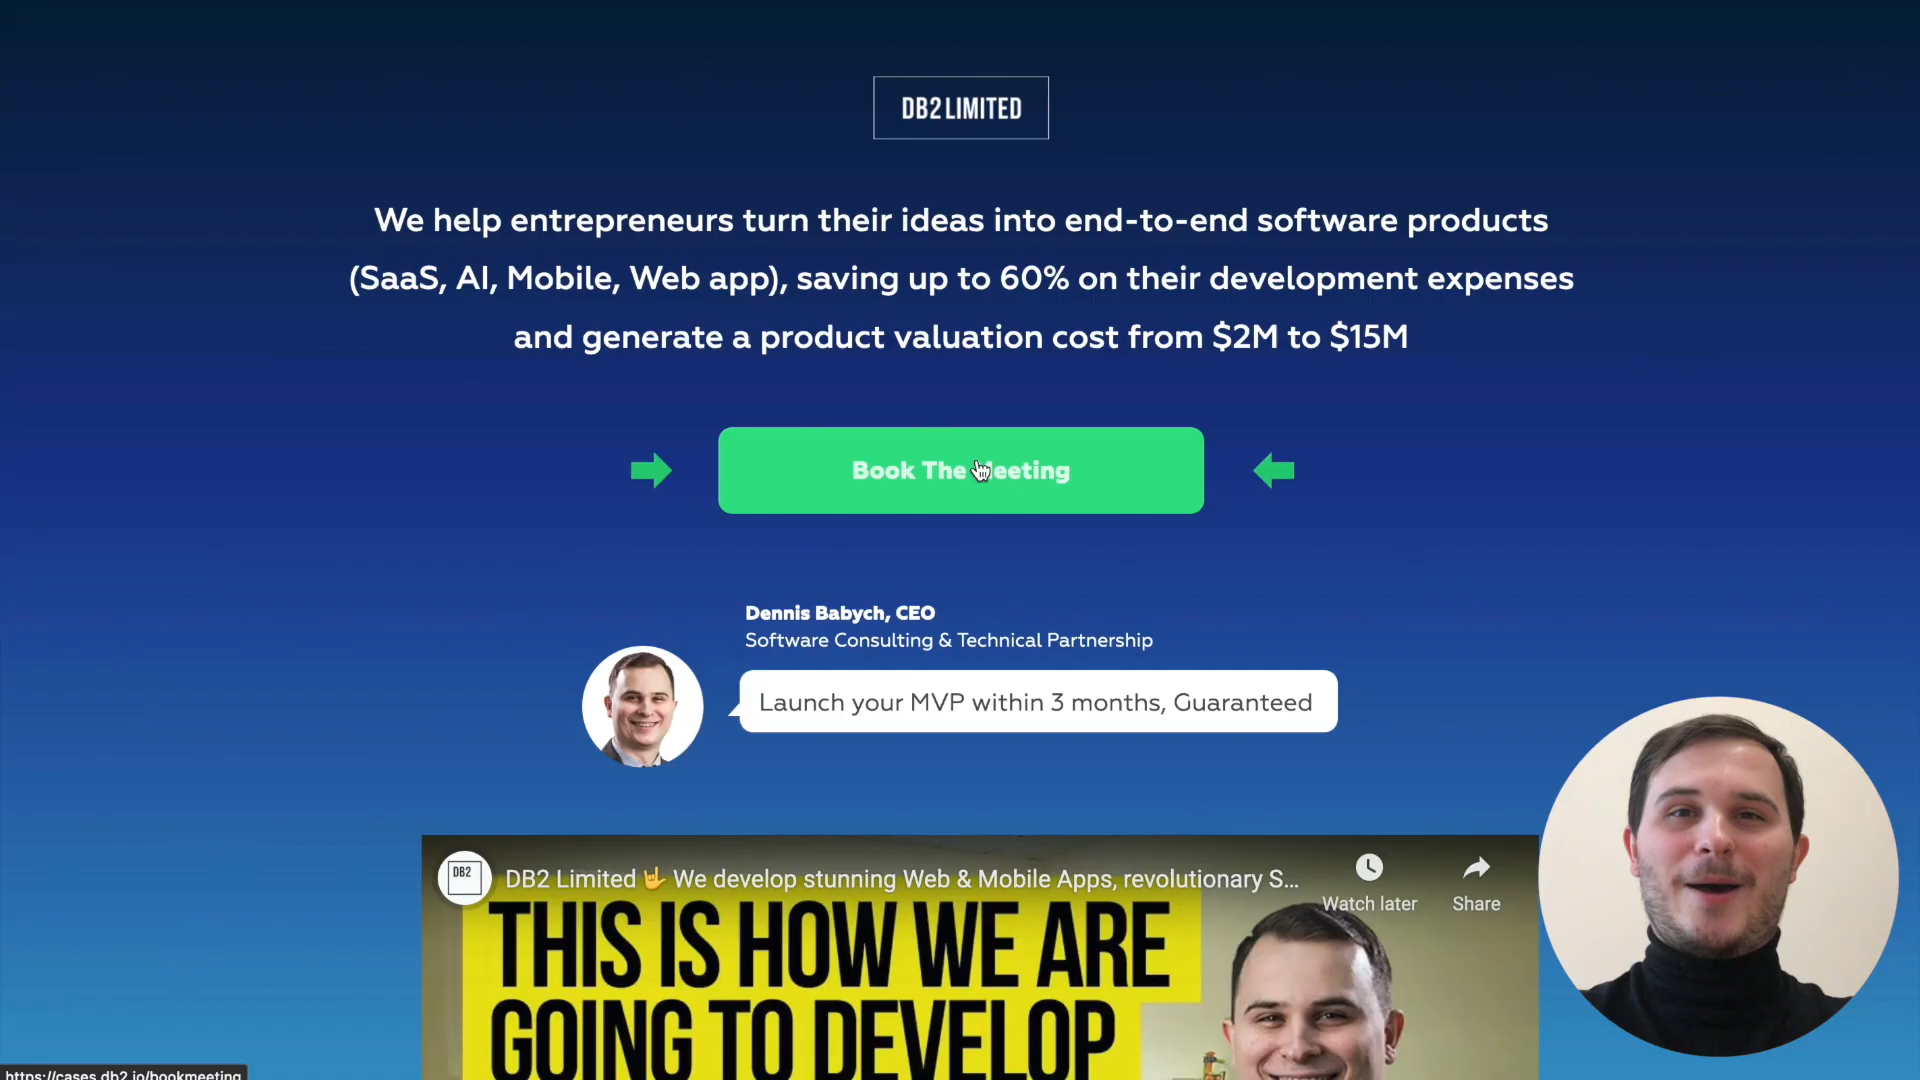 DB2 LIMITED
We help entrepreneurs turn their ideas into end-to-end software products
(SaaS, AI, Mobile, Web app), saving up to 60% on their development expenses
and generate a product valuation cost from $2M to $15M
Book The Meeting
Dennis Babych, CEO
Software Consulting & Technical Partnership
Launch your MVP within 3 months, Guaranteed
DB2
DB2 Limited 🤟 We develop stunning Web & Mobile Apps, revolutionary S...
Watch later
Share
THIS IS HOW WE ARE
GOING TO DEVELOP
https://cases.db2.io/bookmeeting